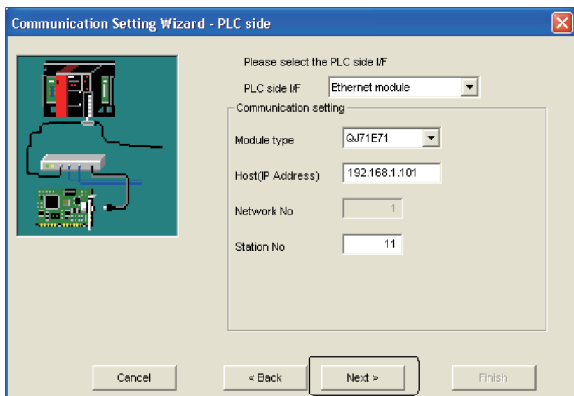 Communication Setting Wizard - PLC side
Please select the PLC side I/F
PLC side I/F Ethernet module
Communication setting
Module type QJ71E71
Host(IP Address) 192.168.1.101
Network No 1
Station No 11
Cancel < Back Next > Finish